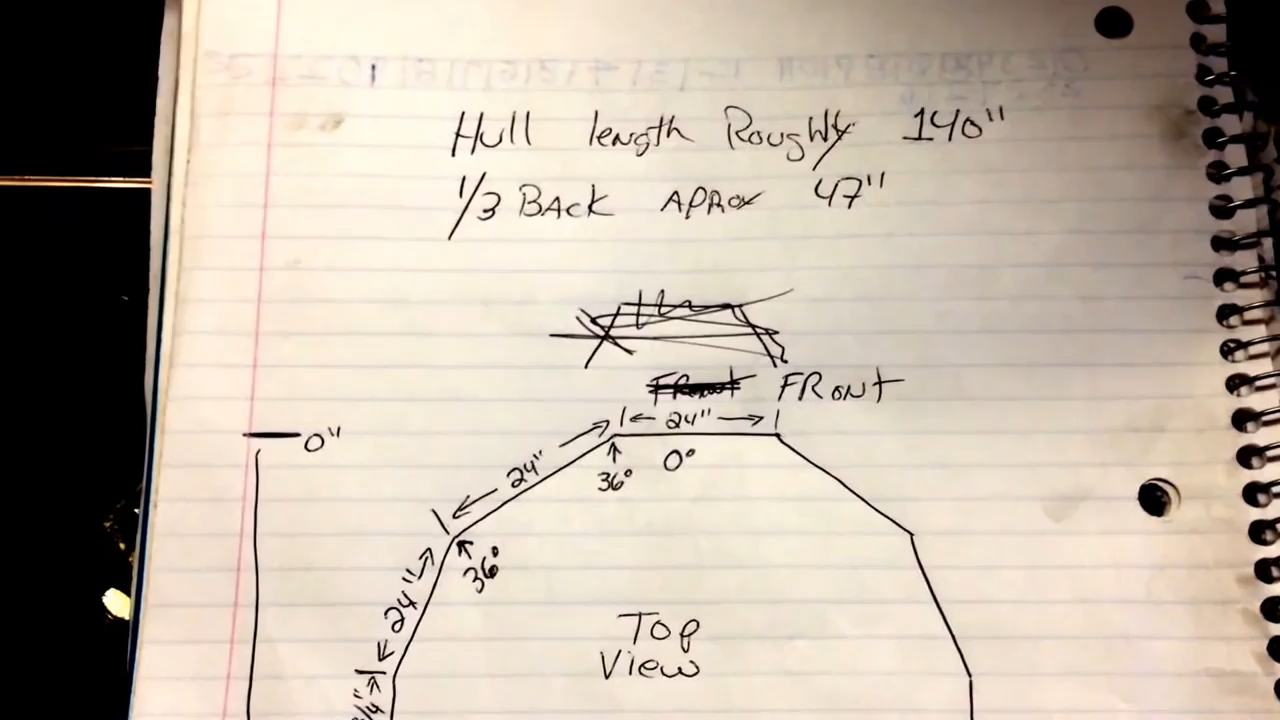 Hull length Roughly 140"
1/3 BACK APROX 47"
FRONT
24"
0"
0°
36°
24"
36°
24"
Top
View